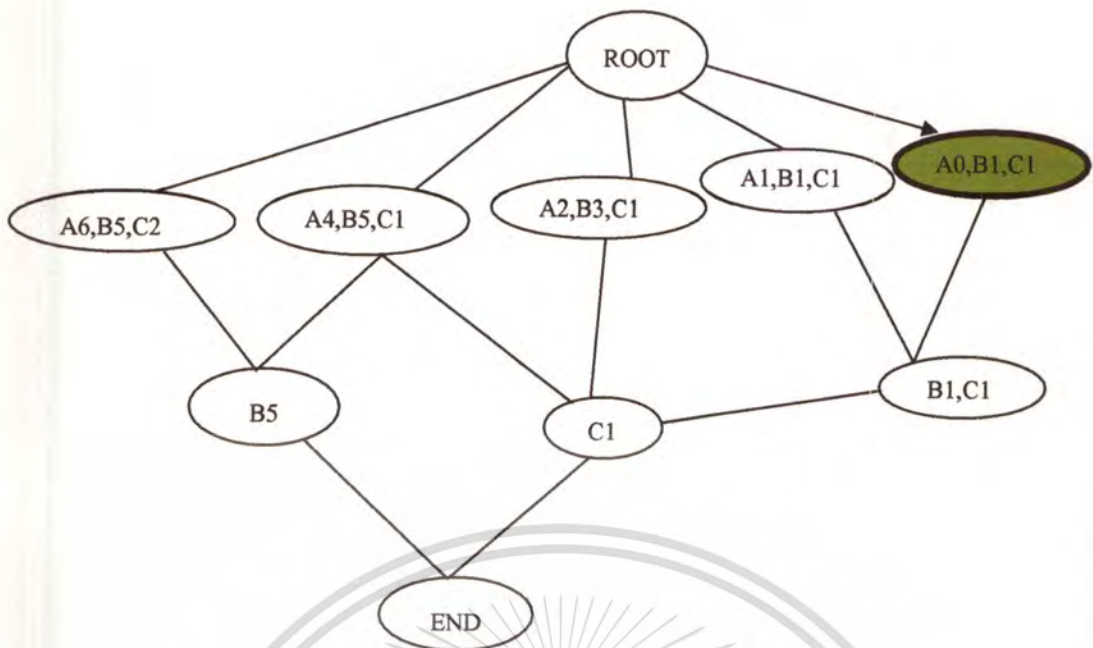 ROOT
A6,B5,C2
A4,B5,C1
A2,B3,C1
A1,B1,C1
A0,B1,C1
B5
C1
B1,C1
END